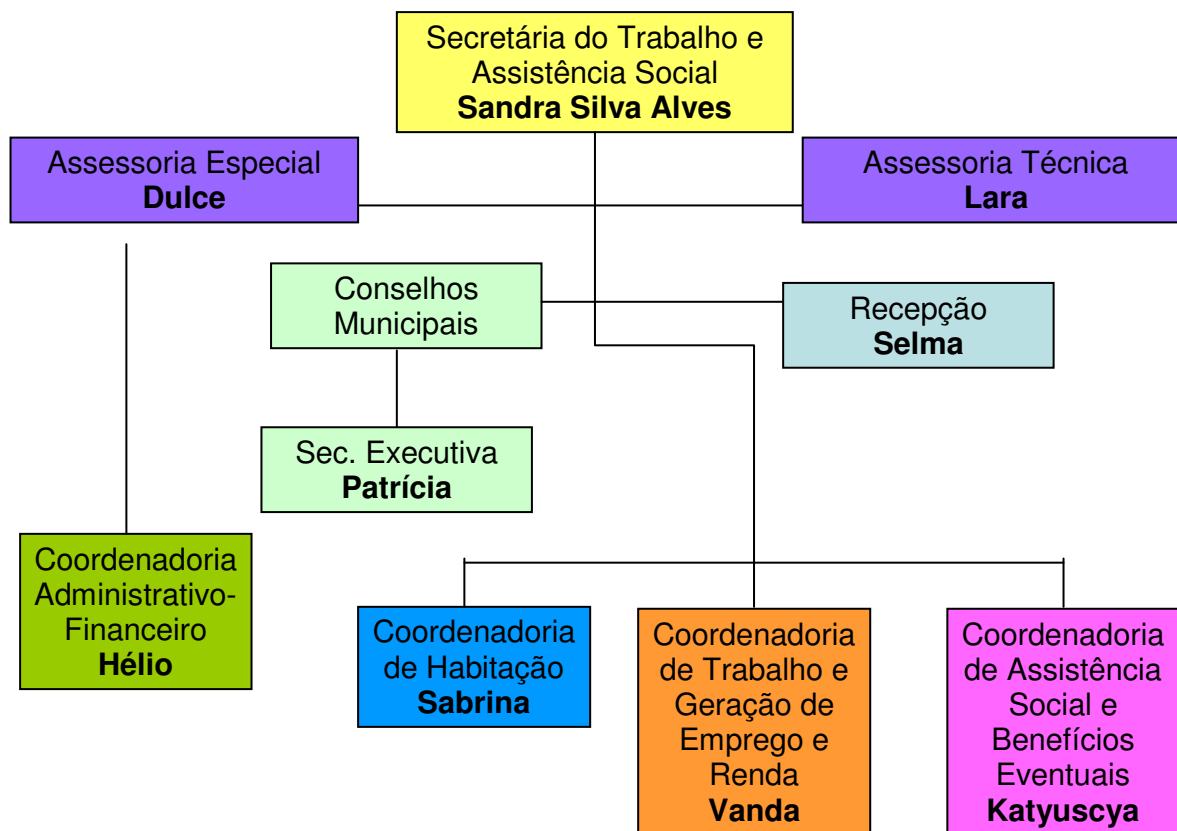 Secretária do Trabalho e
Assistência Social
Sandra Silva Alves
Assessoria Especial
Dulce
Assessoria Técnica
Lara
Conselhos
Municipais
Recepção
Selma
Sec. Executiva
Patrícia
Coordenadoria
Administrativo-
Financeiro
Hélio
Coordenadoria
de Habitação
Sabrina
Coordenadoria
de Trabalho e
Geração de
Emprego e
Renda
Vanda
Coordenadoria
de Assistência
Social e
Benefícios
Eventuais
Katyuscya